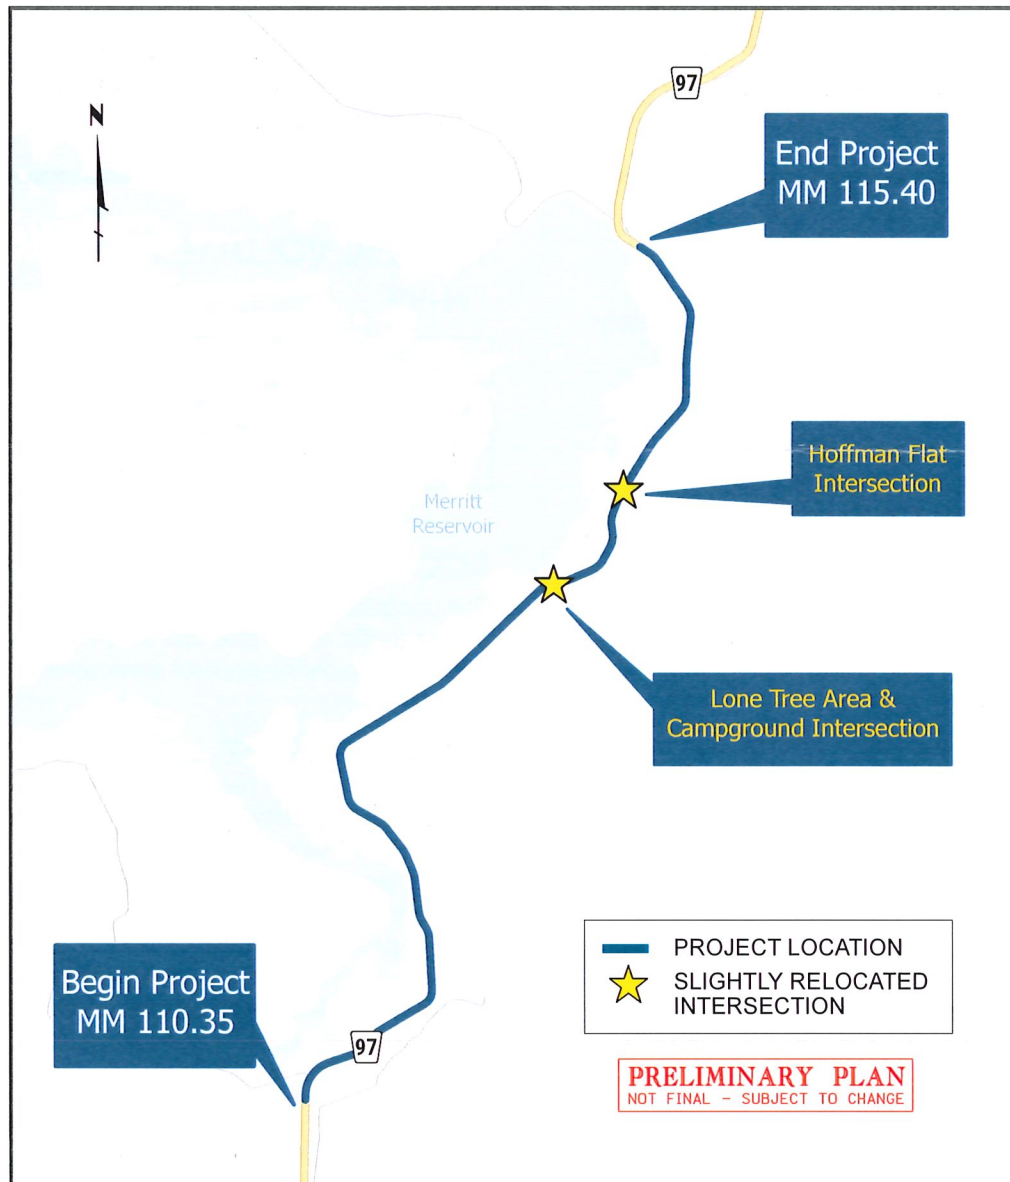 97
N
End Project
MM 115.40
Hoffman Flat
Intersection
Merritt
Reservoir
Lone Tree Area &
Campground Intersection
PROJECT LOCATION
SLIGHTLY RELOCATED
INTERSECTION
Begin Project
MM 110.35
97
PRELIMINARY PLAN
NOT FINAL - SUBJECT TO CHANGE